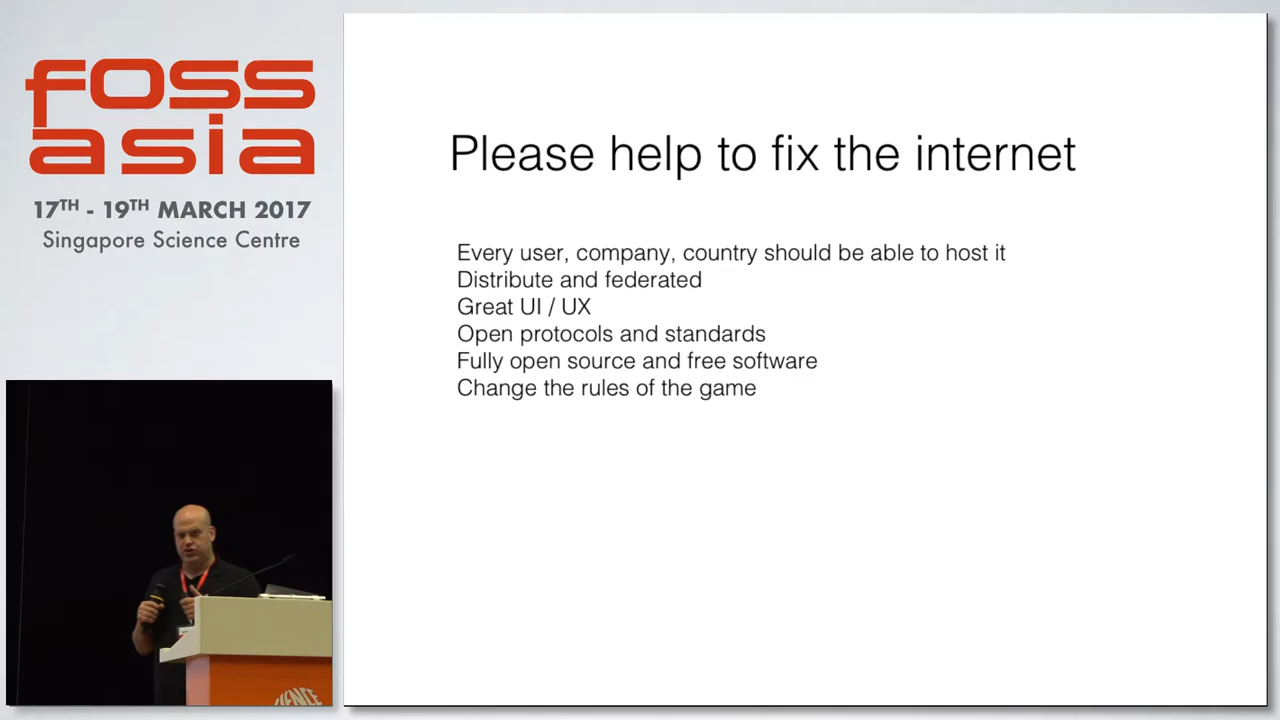 foss
asia
17TH - 19TH MARCH 2017
Singapore Science Centre
Please help to fix the internet
Every user, company, country should be able to host it
Distribute and federated
Great UI / UX
Open protocols and standards
Fully open source and free software
Change the rules of the game